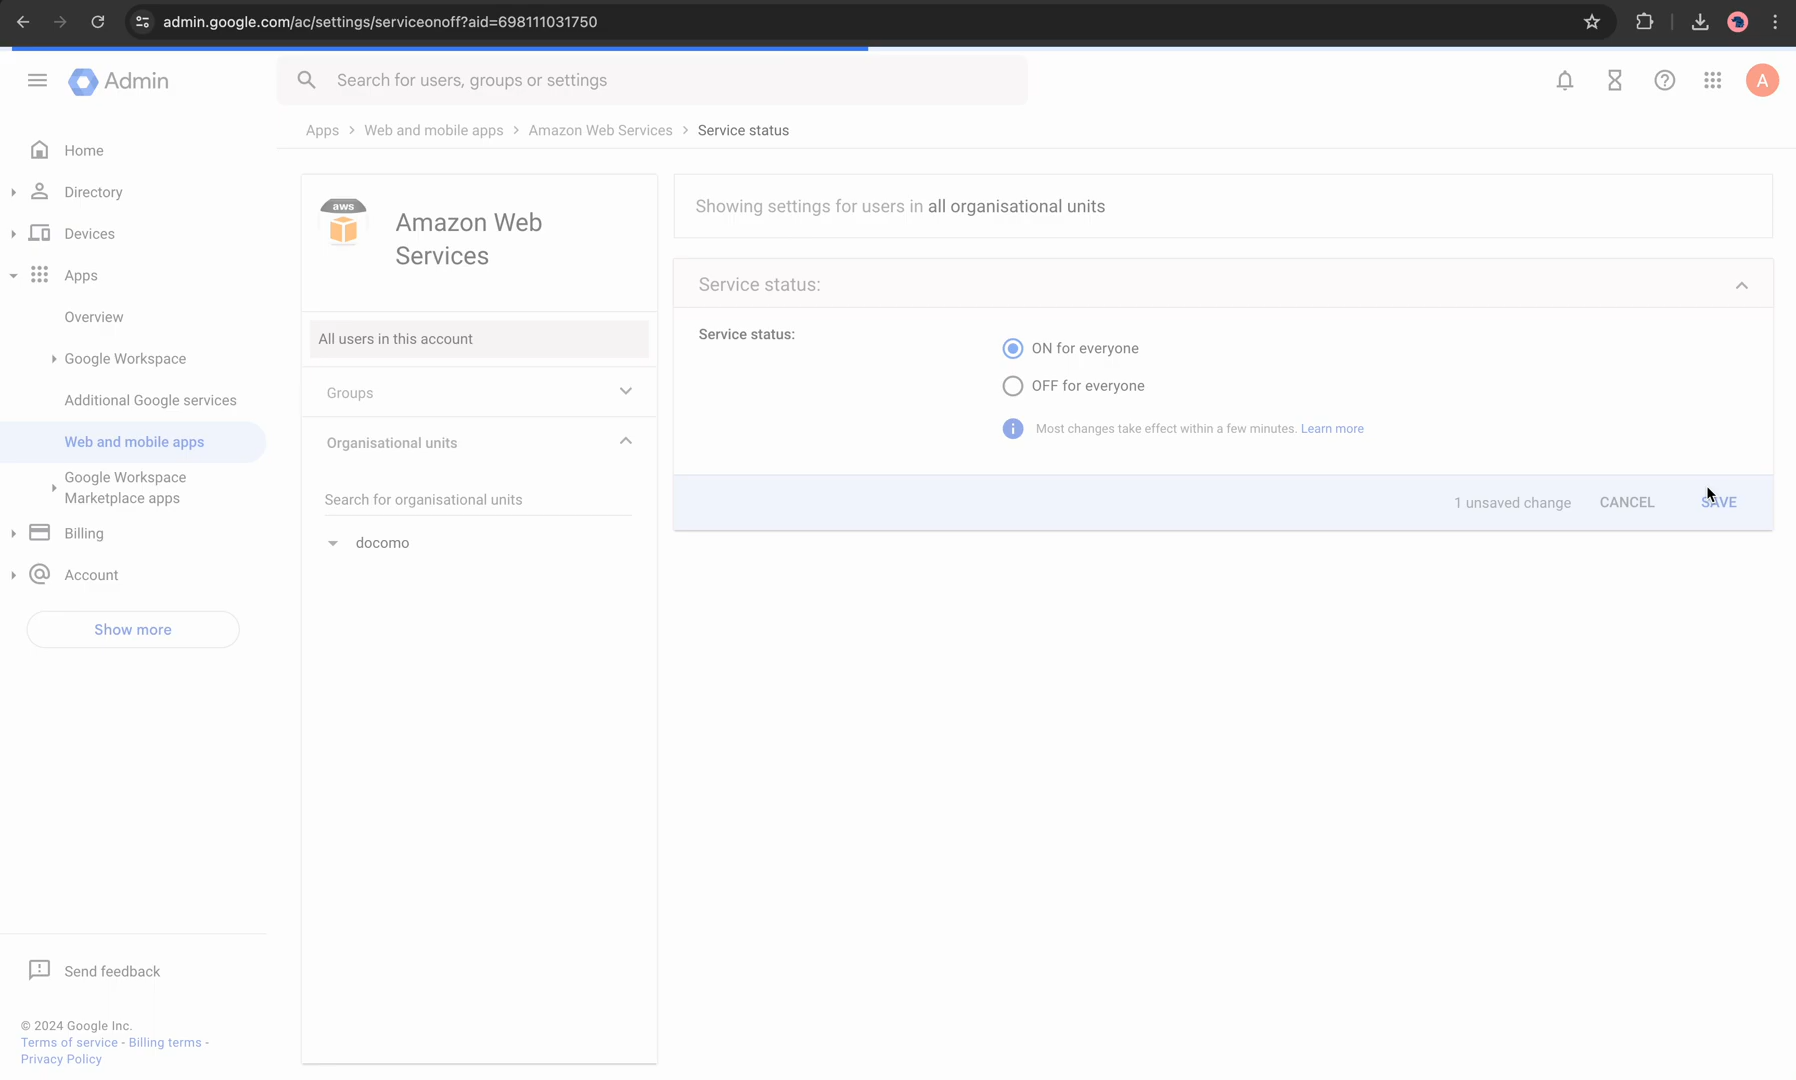 admin.google.com/ac/settings/serviceonoff?aid=698111031750
Admin
Search for users, groups or settings
A
Apps > Web and mobile apps > Amazon Web Services > Service status
Home
Directory
Devices
Apps
Overview
Google Workspace
Additional Google services
Web and mobile apps
Google Workspace
Marketplace apps
Billing
Account
Show more
Send feedback
© 2024 Google Inc.
Terms of service - Billing terms -
Privacy Policy
aws
Amazon Web
Services
All users in this account
Groups
Organisational units
Search for organisational units
docomo
Showing settings for users in all organisational units
Service status:
Service status:
ON for everyone
OFF for everyone
Most changes take effect within a few minutes. Learn more
1 unsaved change CANCEL SAVE